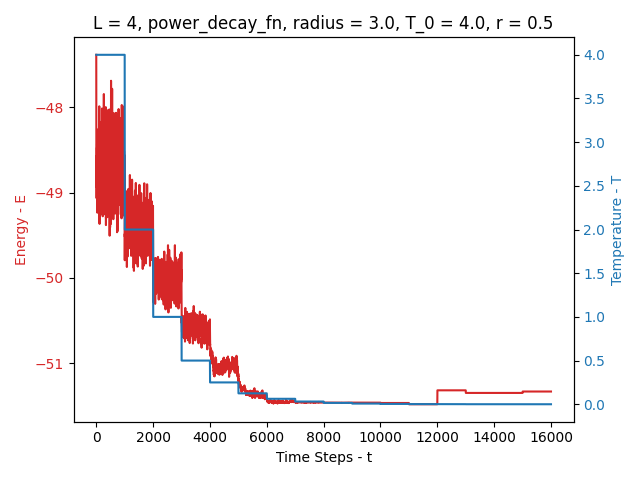 L = 4, power_decay_fn, radius = 3.0, T_0 = 4.0, r = 0.5
−48
−49
−50
−51
Energy - E
4.0
3.5
3.0
2.5
2.0
1.5
1.0
0.5
0.0
Temperature - T
0 2000 4000 6000 8000 10000 12000 14000 16000
Time Steps - t